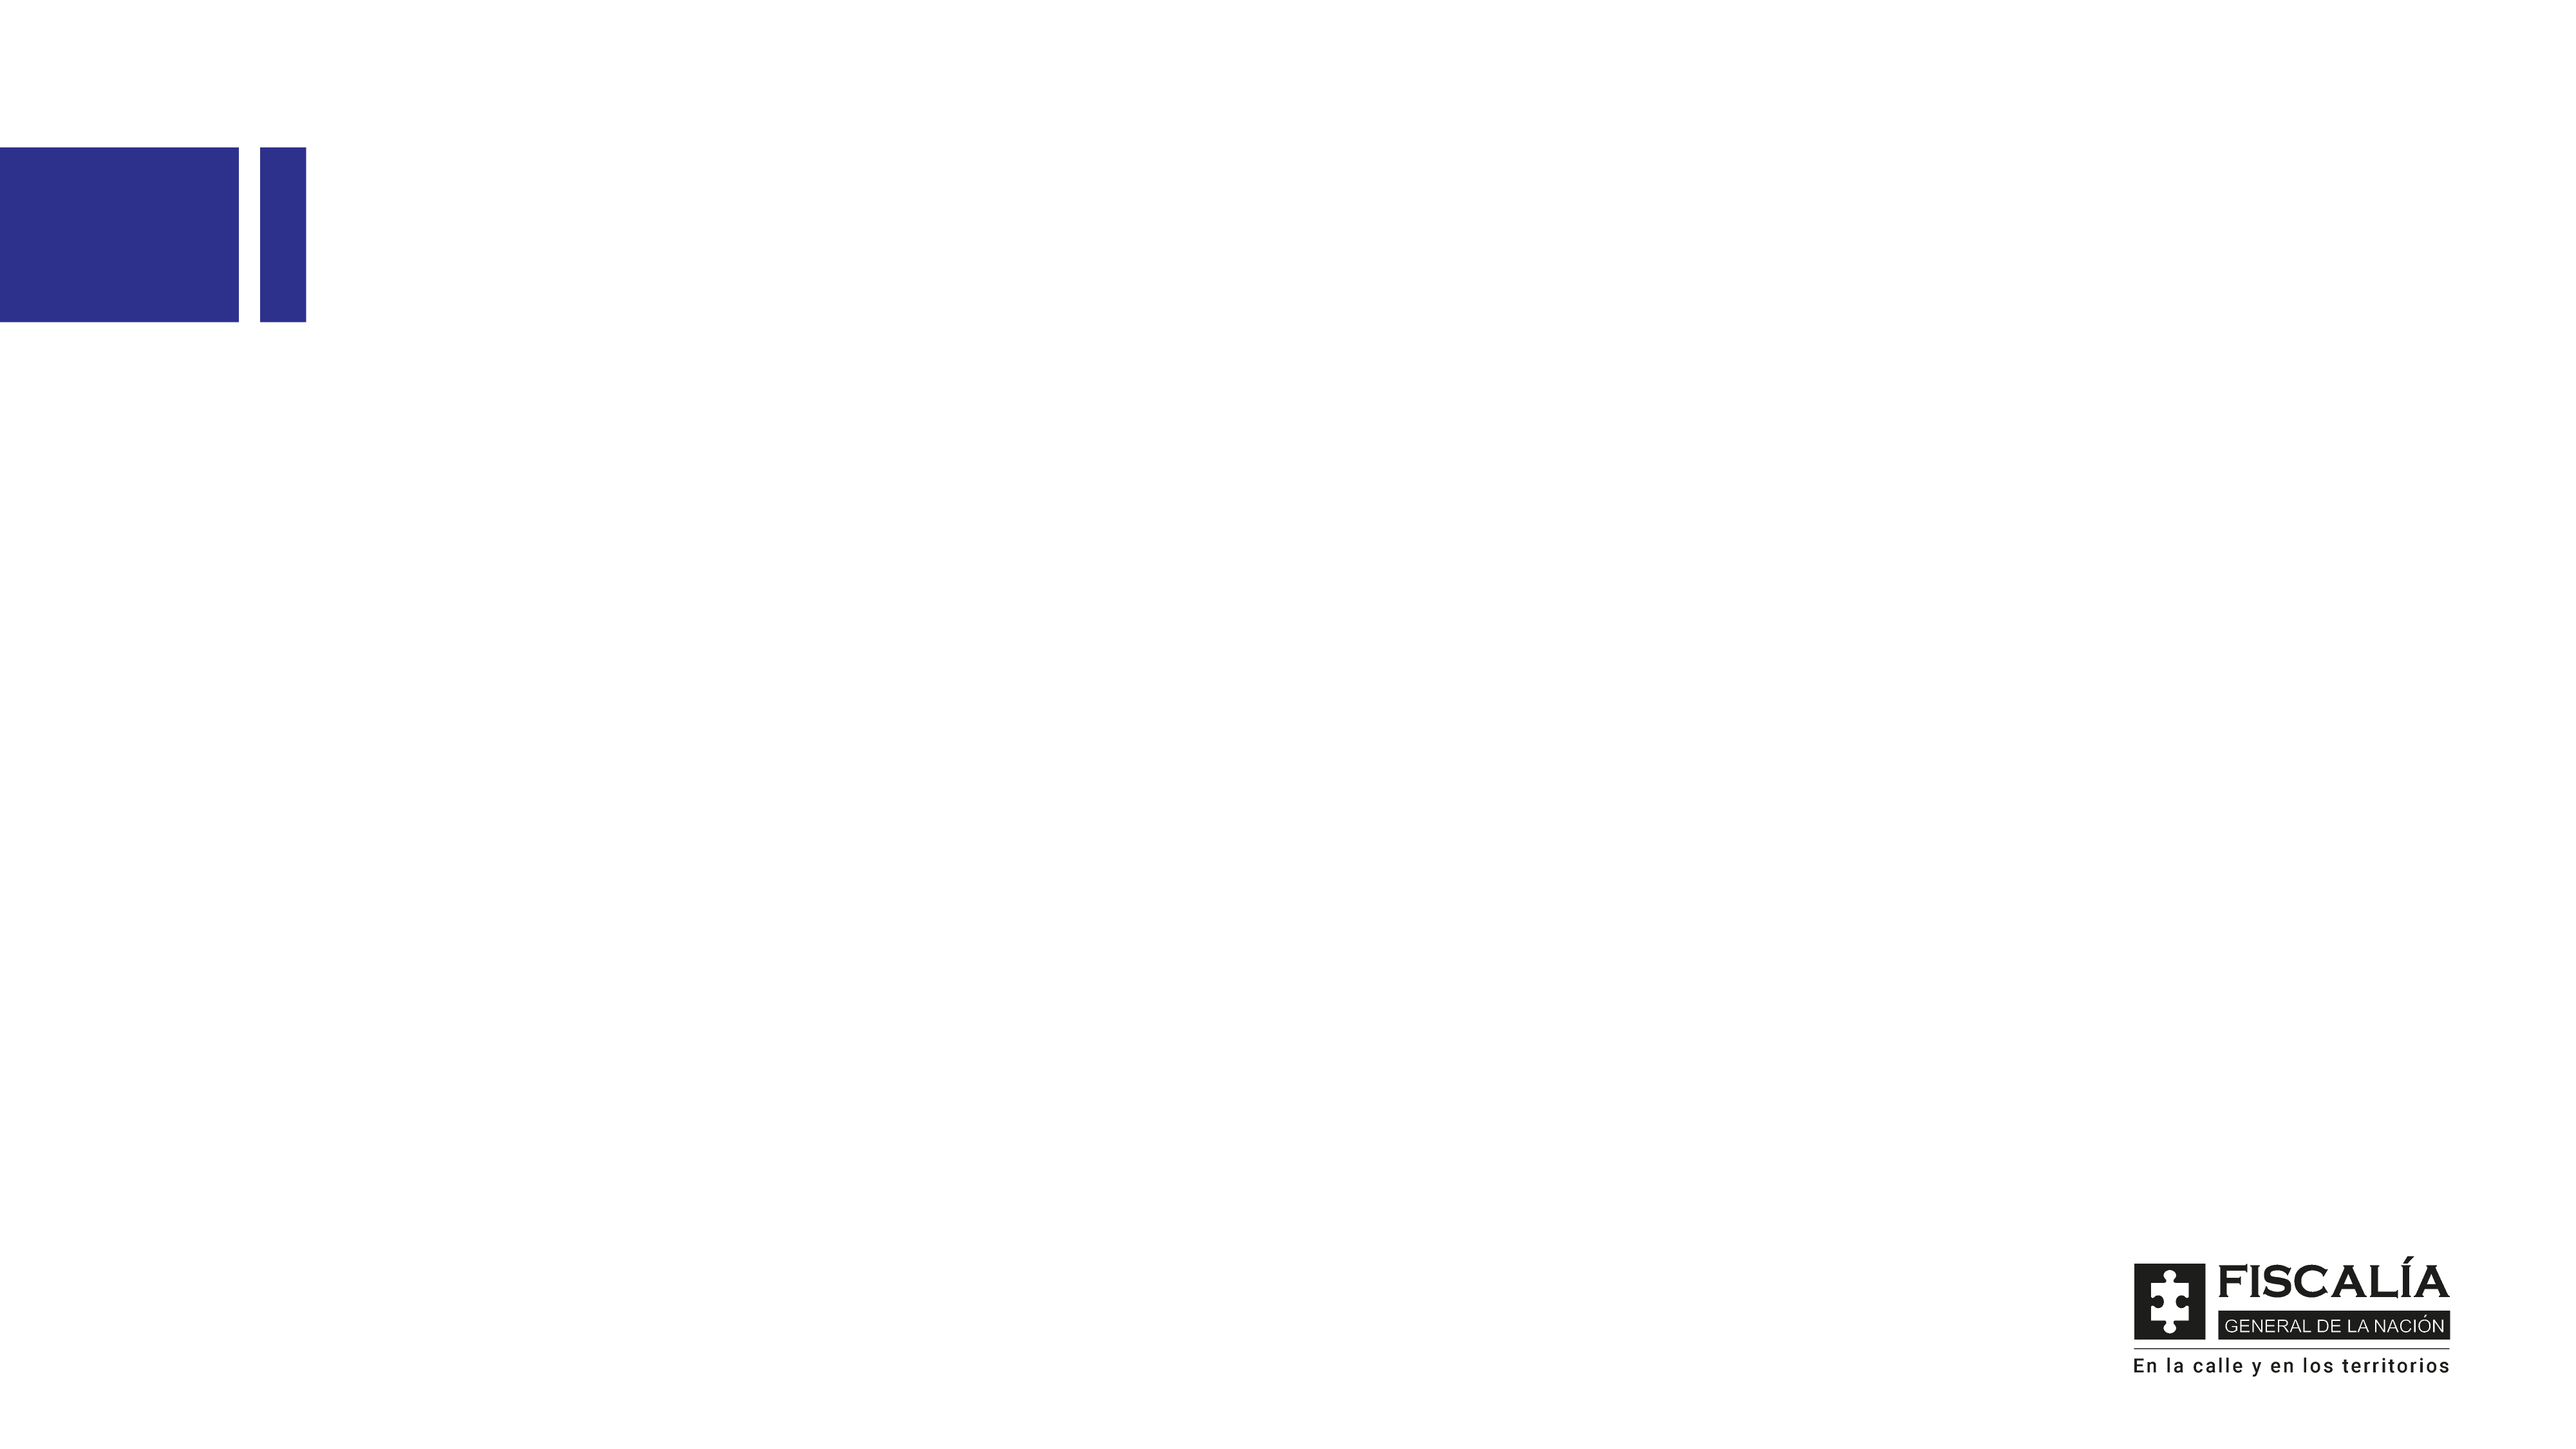 FISCALÍA
GENERAL DE LA NACIÓN
En la calle y en los territorios